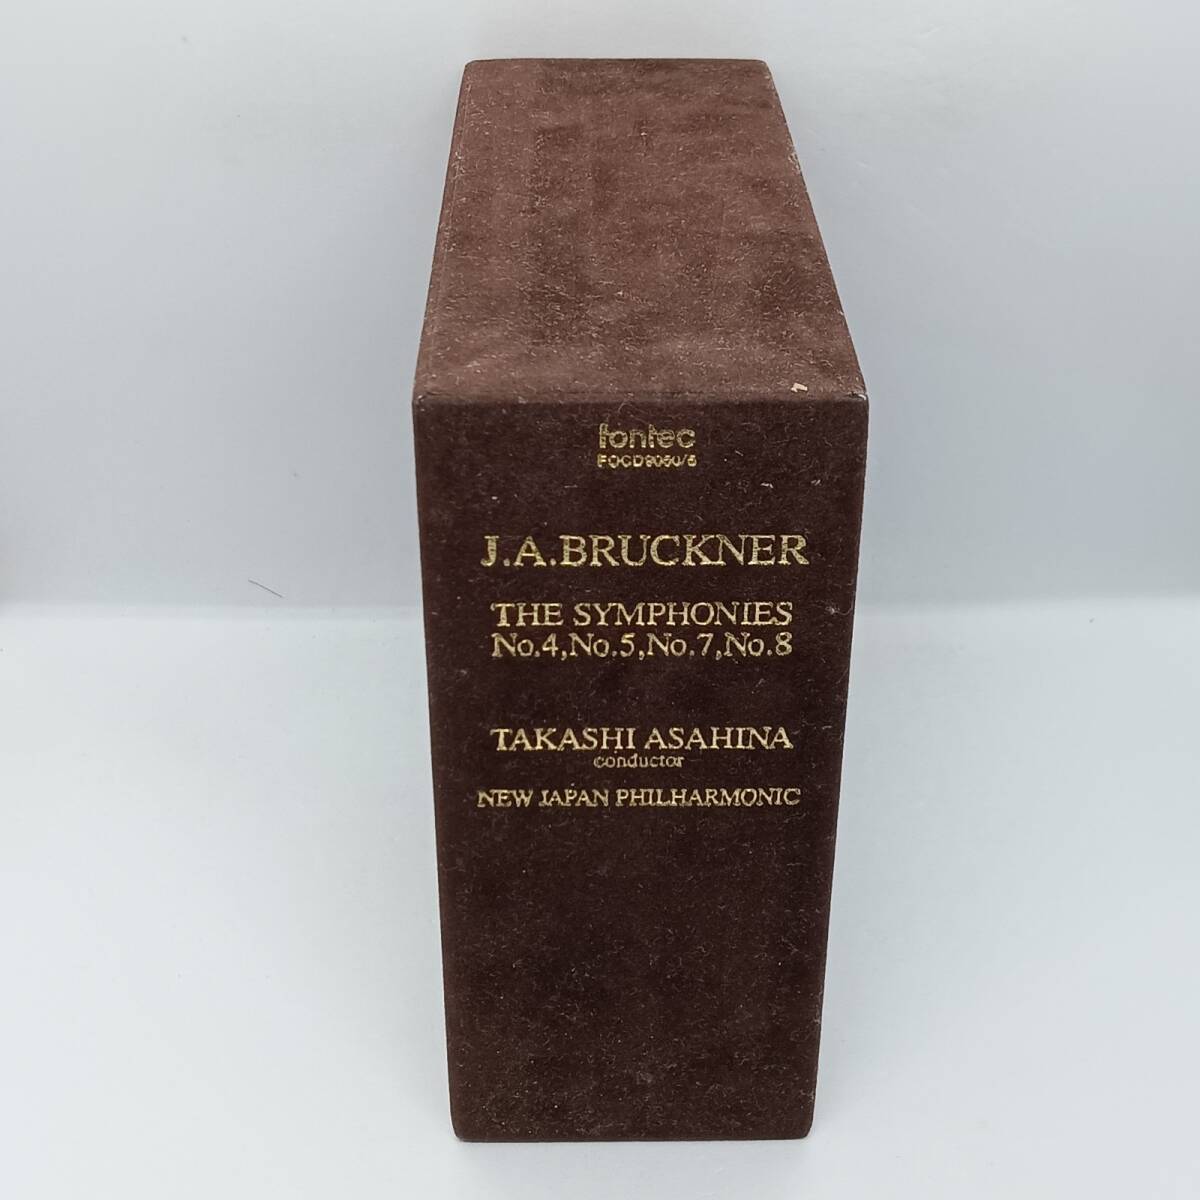 fontec
FOCD9050/5
J.A.BRUCKNER
THE SYMPHONIES
No.4,No.5,No.7,No.8
TAKASHI ASAHINA
conductor
NEW JAPAN PHILHARMONIC